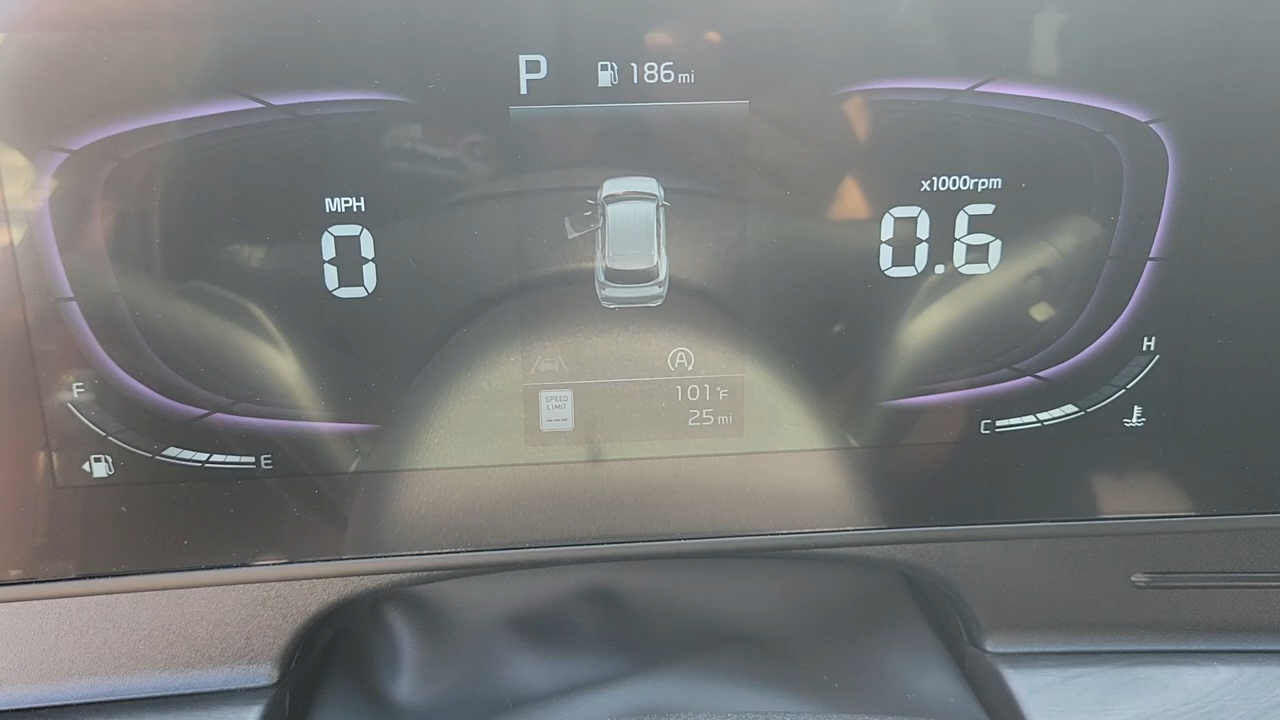 P 186 mi
MPH
0
x1000rpm
0.6
A
SPEED
LIMIT
---
101°F
25 mi
F
E
H
C